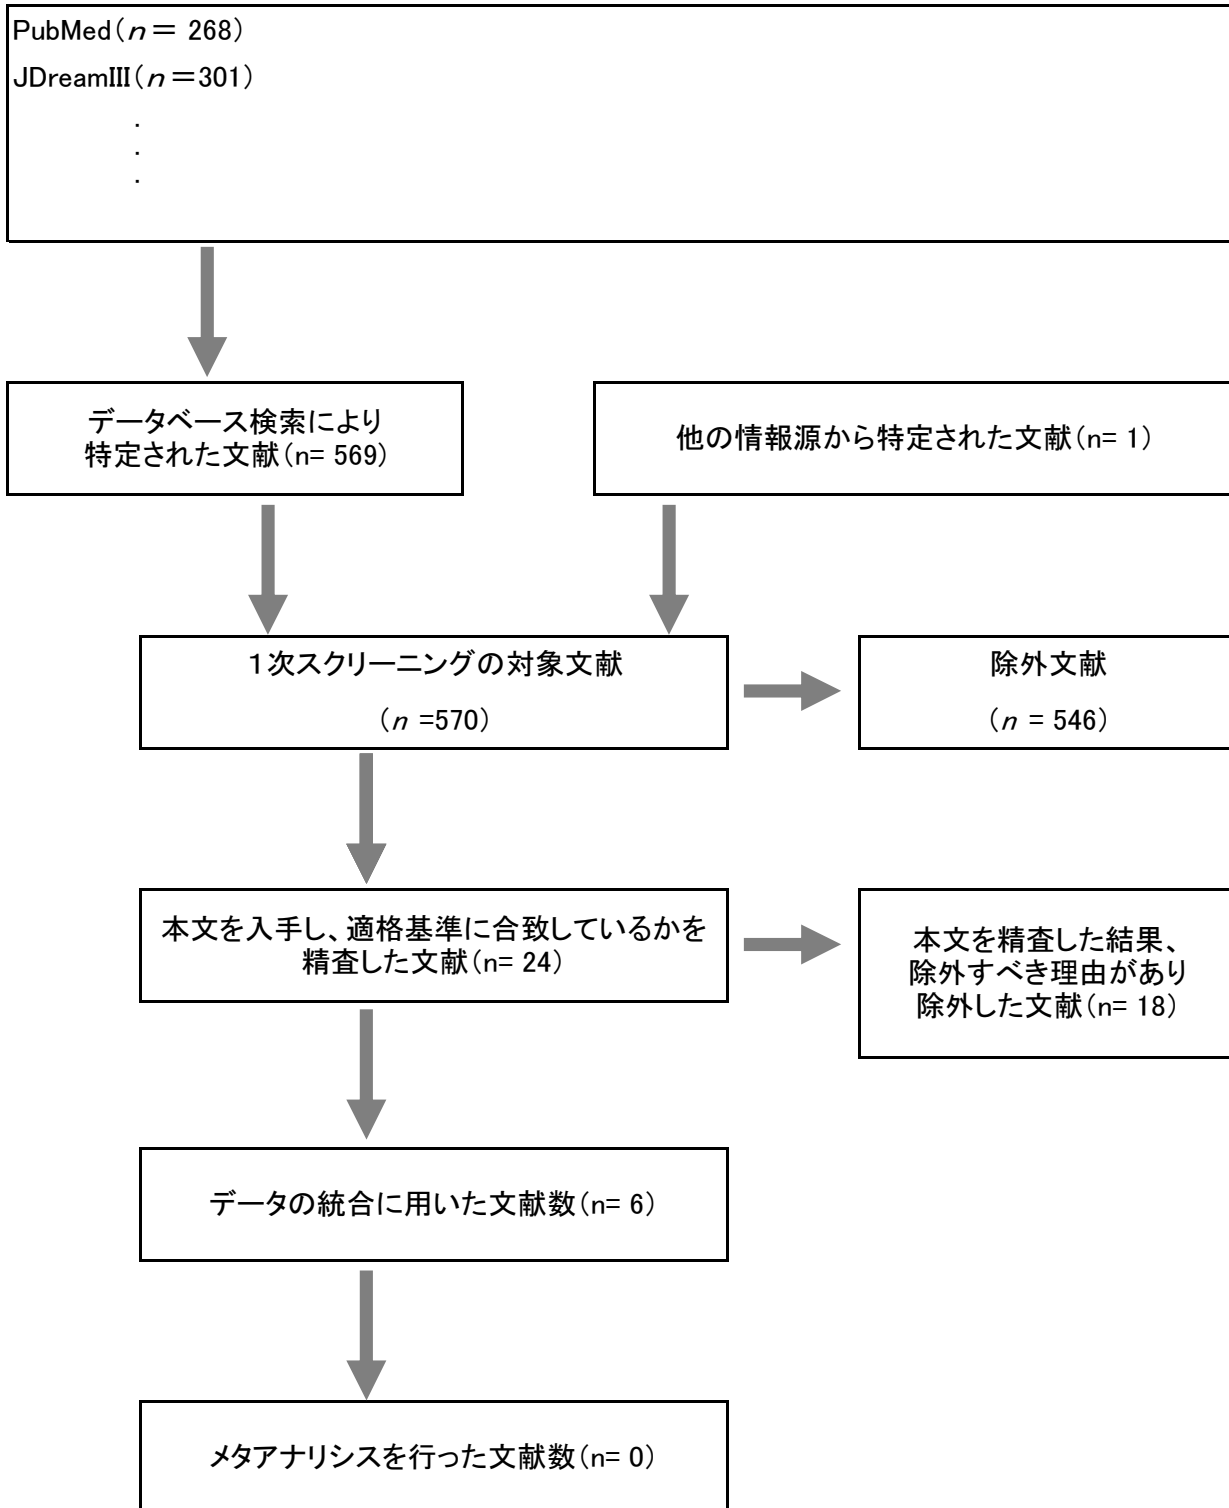 PubMed(n = 268)
JDreamIII(n =301)
.
.
.
データベース検索により
特定された文献(n= 569)
他の情報源から特定された文献(n= 1)
1次スクリーニングの対象文献
(n =570)
除外文献
(n = 546)
本文を入手し、適格基準に合致しているかを
精査した文献(n= 24)
本文を精査した結果、
除外すべき理由があり
除外した文献(n= 18)
データの統合に用いた文献数(n= 6)
メタアナリシスを行った文献数(n= 0)